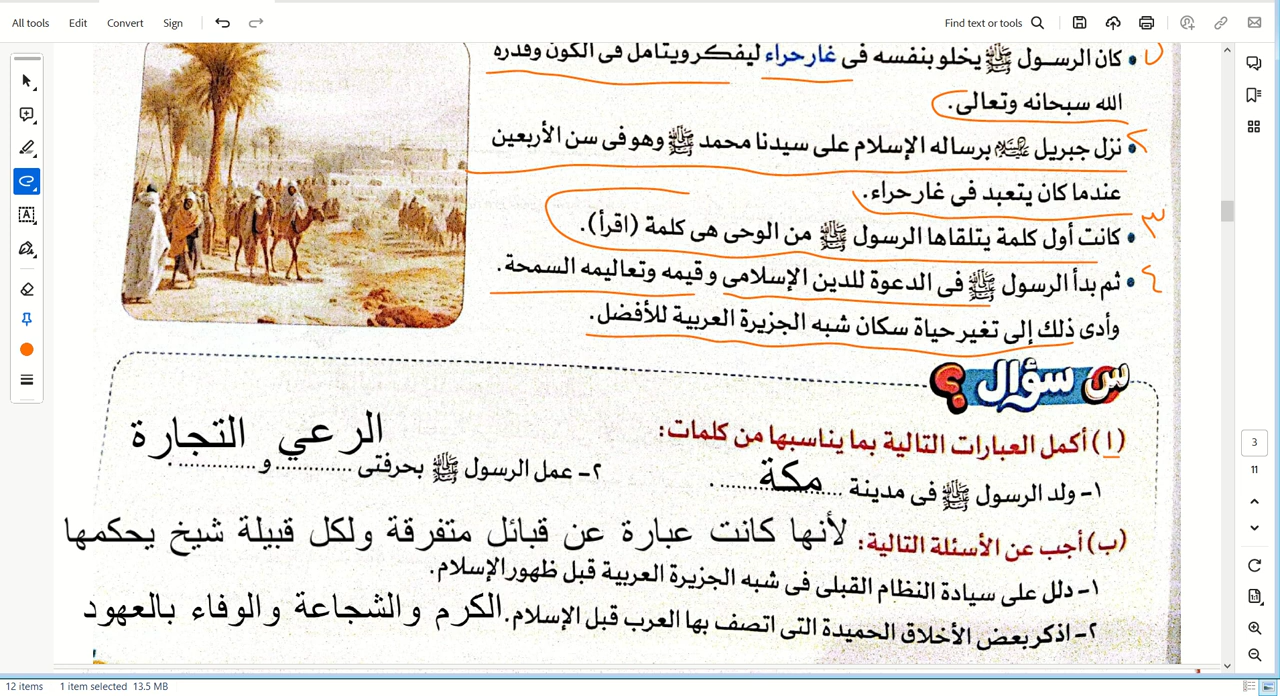 All tools Edit Convert Sign Find text or tools
كان الرسول ﷺ يخلو بنفسه فى غار حراء ليفكر ويتأمل فى الكون وقدرة
الله سبحانه وتعالى.
نزل جبريل عليه السلام برساله الإسلام على سيدنا محمد ﷺ وهو فى سن الأربعين
عندما كان يتعبد فى غار حراء.
كانت أول كلمة يتلقاها الرسول ﷺ من الوحى هى كلمة (اقرأ).
ثم بدأ الرسول ﷺ فى الدعوة للدين الإسلامى وقيمه وتعاليمه السمحة.
وأدى ذلك إلى تغير حياة سكان شبه الجزيرة العربية للأفضل.
س سؤال ؟
(١) أكمل العبارات التالية بما يناسبها من كلمات:
١- ولد الرسول ﷺ فى مدينة مكة .
٢- عمل الرسول ﷺ بحرفتى الرعي و التجارة .
(ب) أجب عن الأسئلة التالية: لأنها كانت عبارة عن قبائل متفرقة ولكل قبيلة شيخ يحكمها
١- دلل على سيادة النظام القبلى فى شبه الجزيرة العربية قبل ظهور الإسلام.
٢- اذكر بعض الأخلاق الحميدة التى اتصف بها العرب قبل الإسلام. الكرم والشجاعة والوفاء بالعهود
3
11
12 items 1 item selected 13.5 MB